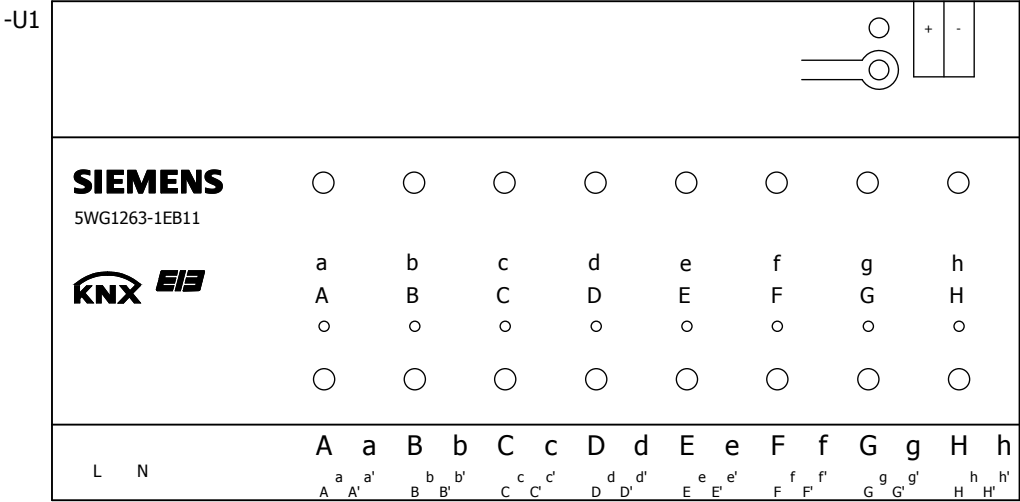 -U1
+ -
SIEMENS
5WG1263-1EB11
KNX EIB
a b c d e f g h
A B C D E F G H
A a B b C c D d E e F f G g H h
L N
a a' b b' c c' d d' e e' f f' g g' h h'
A A' B B' C C' D D' E E' F F' G G' H H'